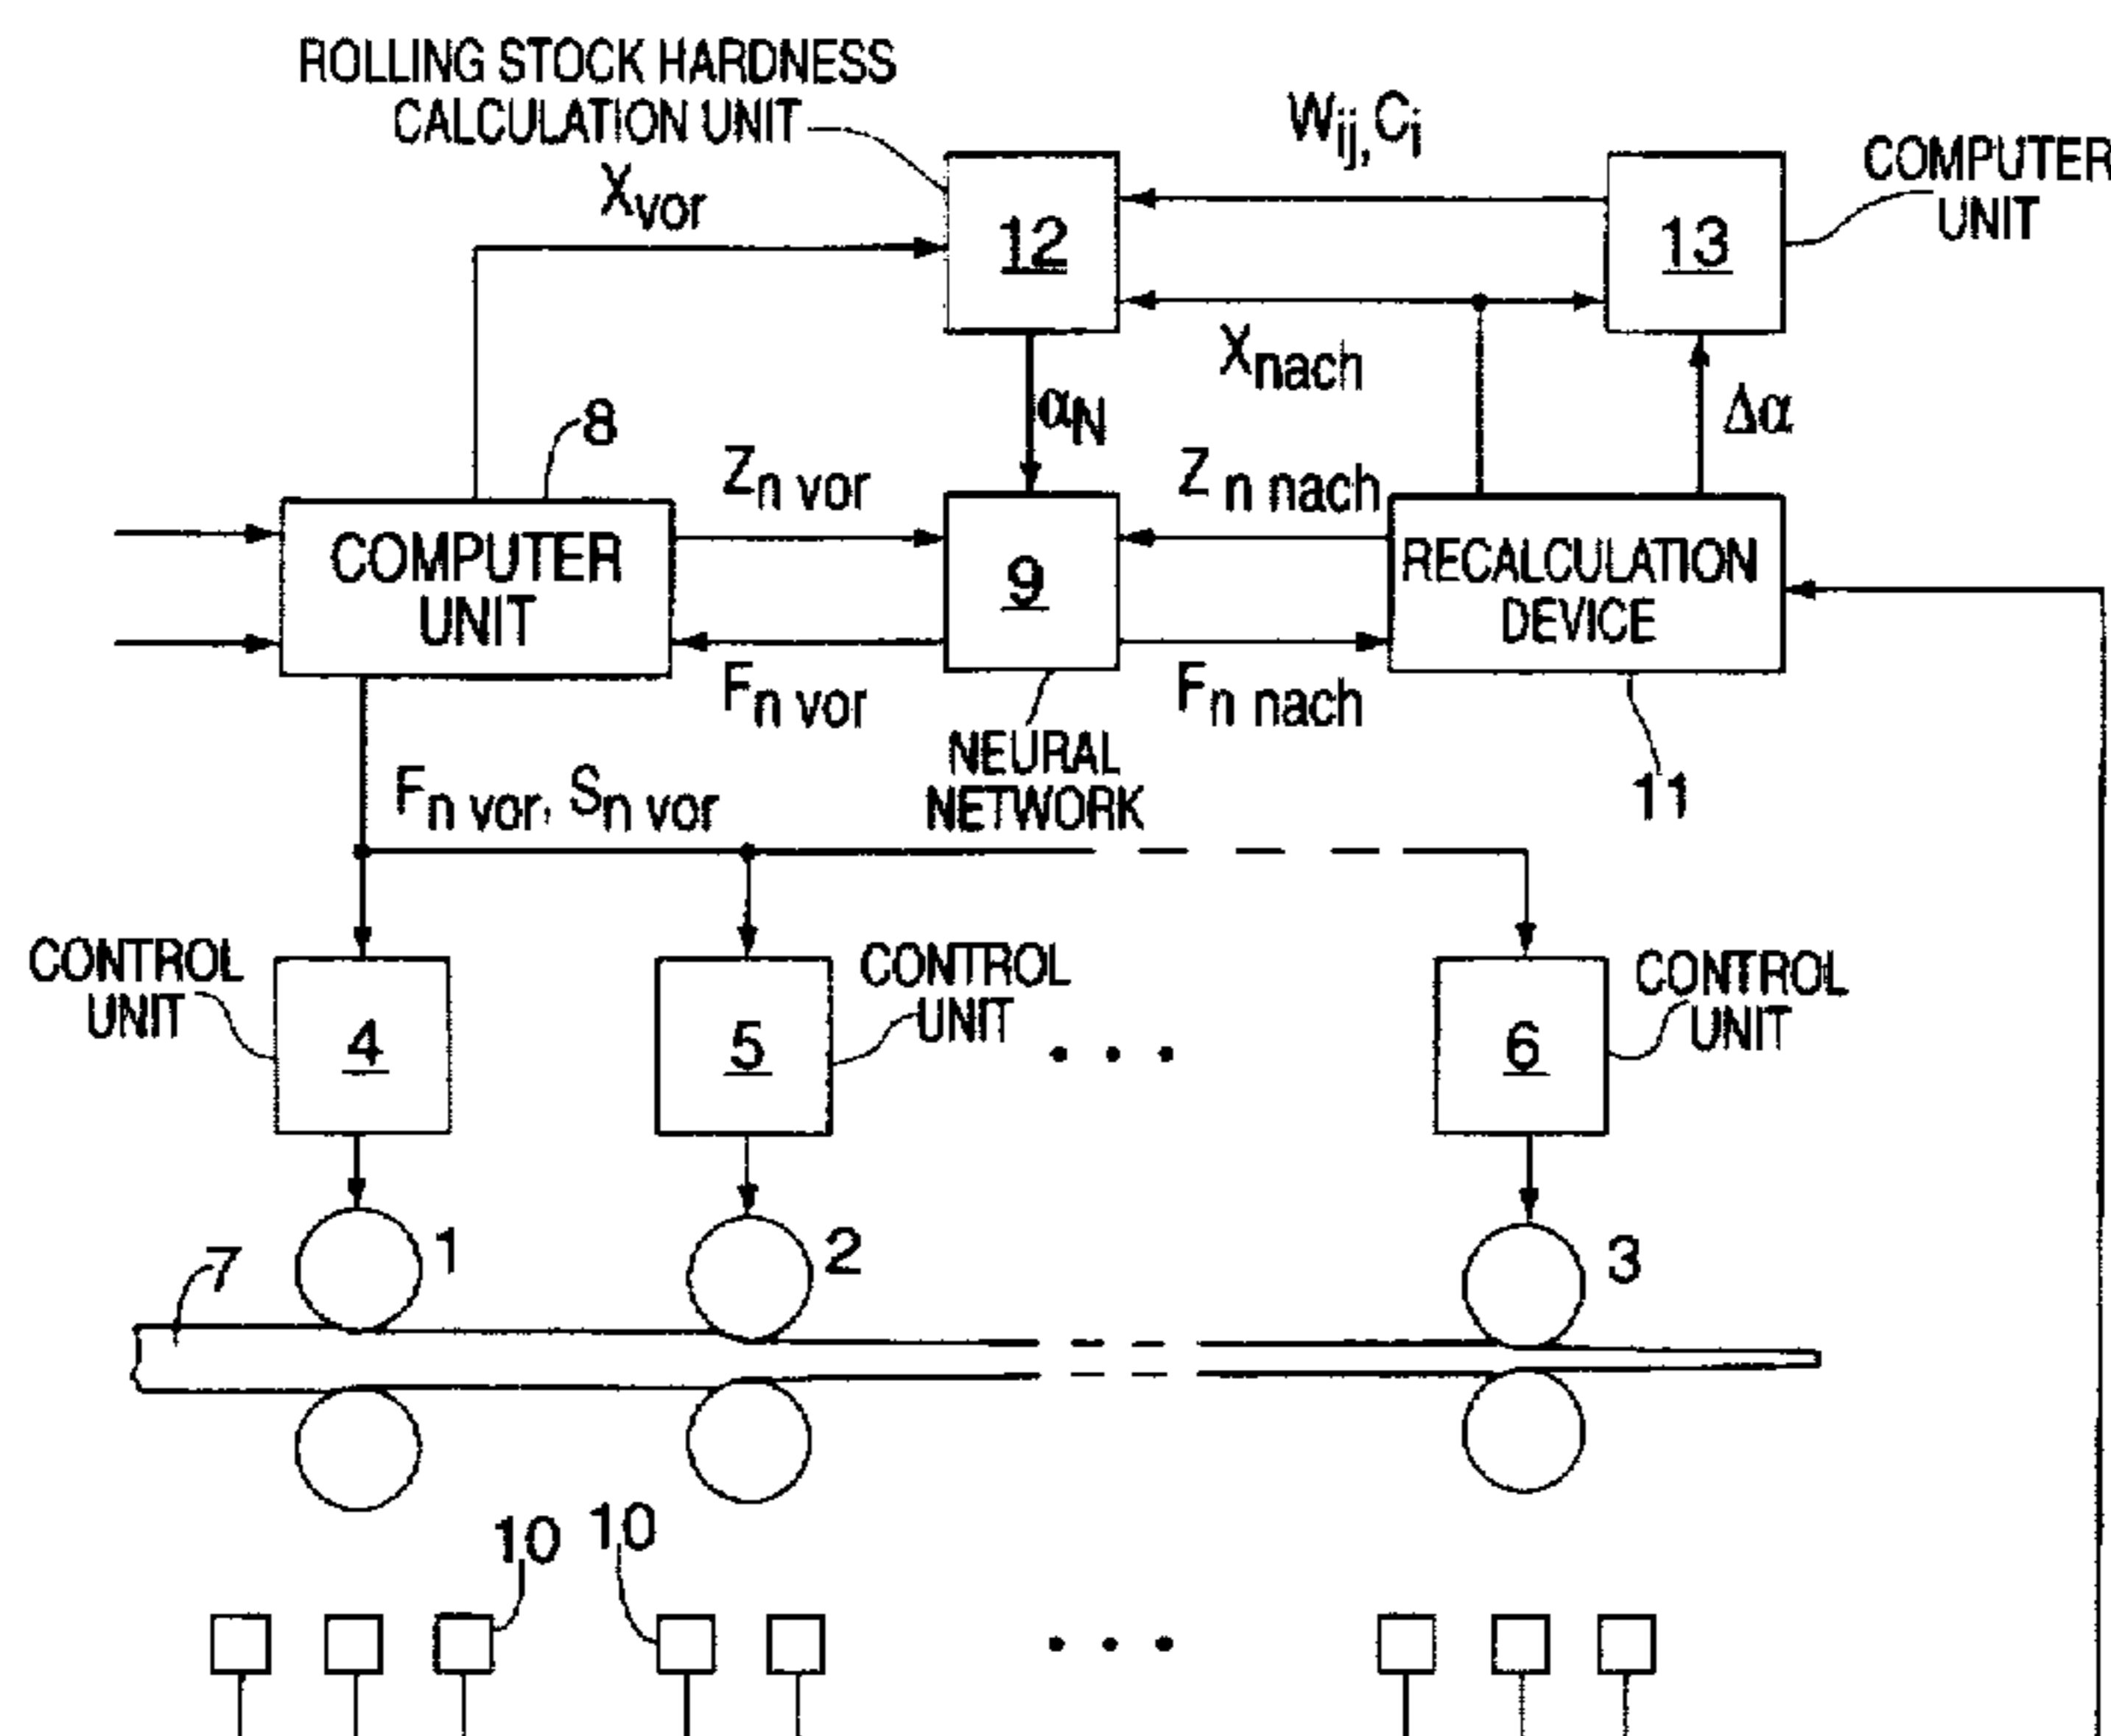 ROLLING STOCK HARDNESS
CALCULATION UNIT
Xvor
Wij, Ci
COMPUTER
UNIT
12
13
Xnach
αN
Δα
8
Zn vor
Z n nach
COMPUTER
UNIT
9
RECALCULATION
DEVICE
Fn vor
Fn nach
NEURAL
NETWORK
11
Fn vor, Sn vor
CONTROL
UNIT
4
5
CONTROL
UNIT
6
CONTROL
UNIT
7
1
2
3
10
10